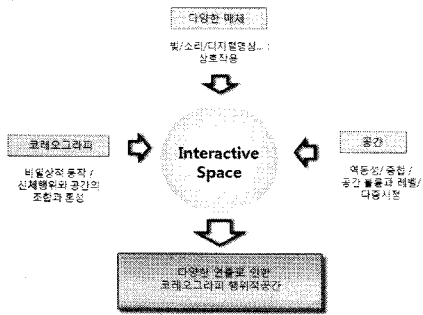 다양한 매체
빛/소리/디지털영상... :
상호작용
코레오그라피
비일상적 동작 /
신체행위와 공간의
조합과 혼성
Interactive
Space
공간
역동성/ 중첩 /
공간 볼륨과 레벨/
다중시점
다양한 연출로 인한
코레오그라피 행위적공간